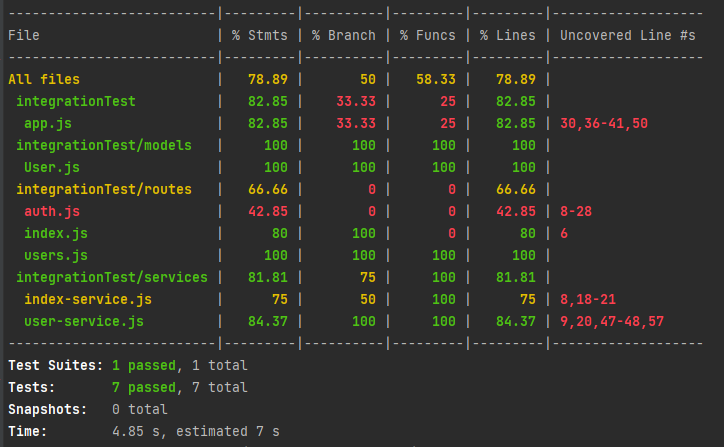 -------------------------|---------|----------|---------|---------|-------------------
File                     | % Stmts | % Branch | % Funcs | % Lines | Uncovered Line #s
-------------------------|---------|----------|---------|---------|-------------------
All files                |   78.89 |       50 |   58.33 |   78.89 |
 integrationTest         |   82.85 |    33.33 |      25 |   82.85 |
  app.js                 |   82.85 |    33.33 |      25 |   82.85 | 30,36-41,50
 integrationTest/models  |     100 |      100 |     100 |     100 |
  User.js                |     100 |      100 |     100 |     100 |
 integrationTest/routes  |   66.66 |        0 |       0 |   66.66 |
  auth.js                |   42.85 |        0 |       0 |   42.85 | 8-28
  index.js               |      80 |      100 |       0 |      80 | 6
  users.js               |     100 |      100 |     100 |     100 |
 integrationTest/services |   81.81 |       75 |     100 |   81.81 |
  index-service.js       |      75 |       50 |     100 |      75 | 8,18-21
  user-service.js        |   84.37 |      100 |     100 |   84.37 | 9,20,47-48,57
-------------------------|---------|----------|---------|---------|-------------------
Test Suites: 1 passed, 1 total
Tests:       7 passed, 7 total
Snapshots:   0 total
Time:        4.85 s, estimated 7 s